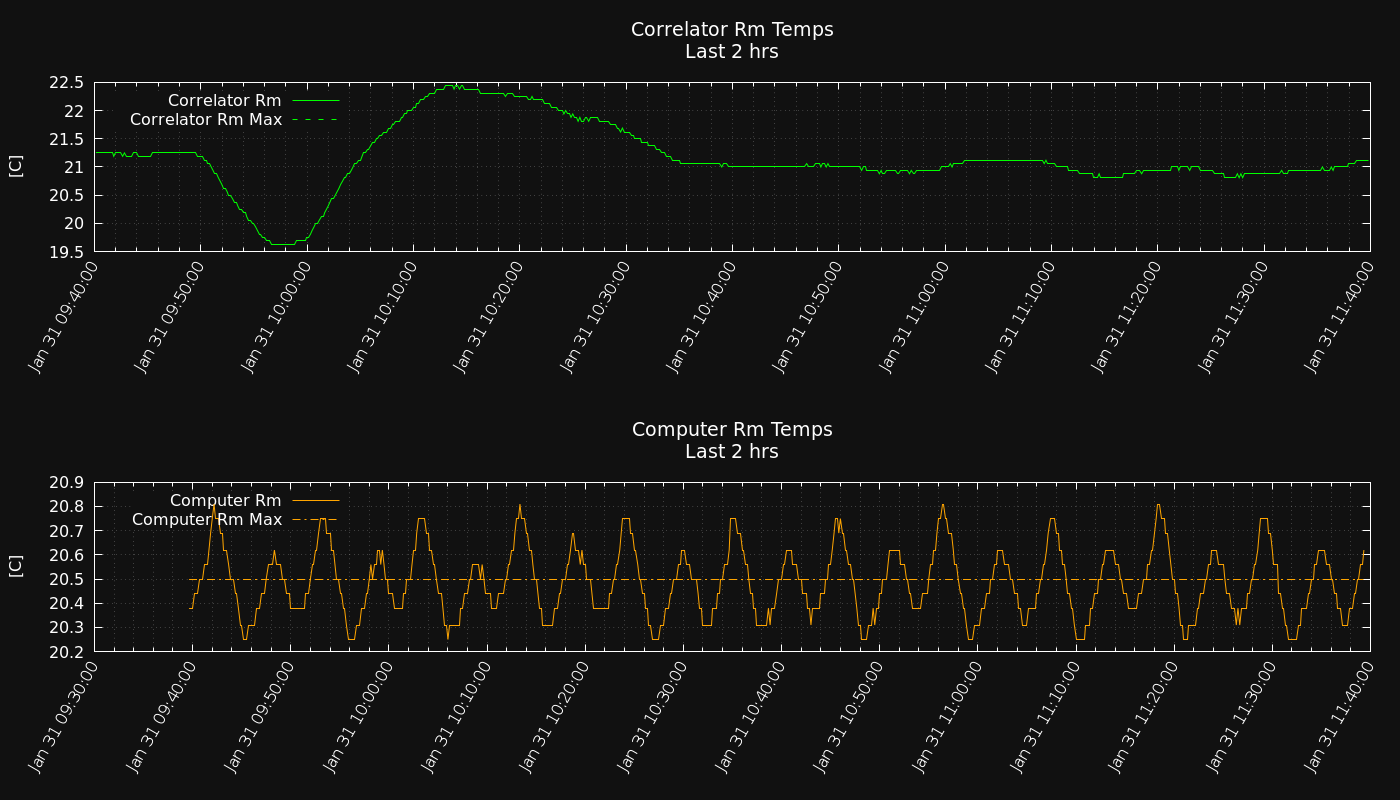 Correlator Rm Temps
Last 2 hrs
22.5
22
21.5
21
20.5
20
19.5
[C]
Correlator Rm
Correlator Rm Max
Jan 31 09:40:00
Jan 31 09:50:00
Jan 31 10:00:00
Jan 31 10:10:00
Jan 31 10:20:00
Jan 31 10:30:00
Jan 31 10:40:00
Jan 31 10:50:00
Jan 31 11:00:00
Jan 31 11:10:00
Jan 31 11:20:00
Jan 31 11:30:00
Jan 31 11:40:00
Computer Rm Temps
Last 2 hrs
20.9
20.8
20.7
20.6
20.5
20.4
20.3
20.2
[C]
Computer Rm
Computer Rm Max
Jan 31 09:30:00
Jan 31 09:40:00
Jan 31 09:50:00
Jan 31 10:00:00
Jan 31 10:10:00
Jan 31 10:20:00
Jan 31 10:30:00
Jan 31 10:40:00
Jan 31 10:50:00
Jan 31 11:00:00
Jan 31 11:10:00
Jan 31 11:20:00
Jan 31 11:30:00
Jan 31 11:40:00